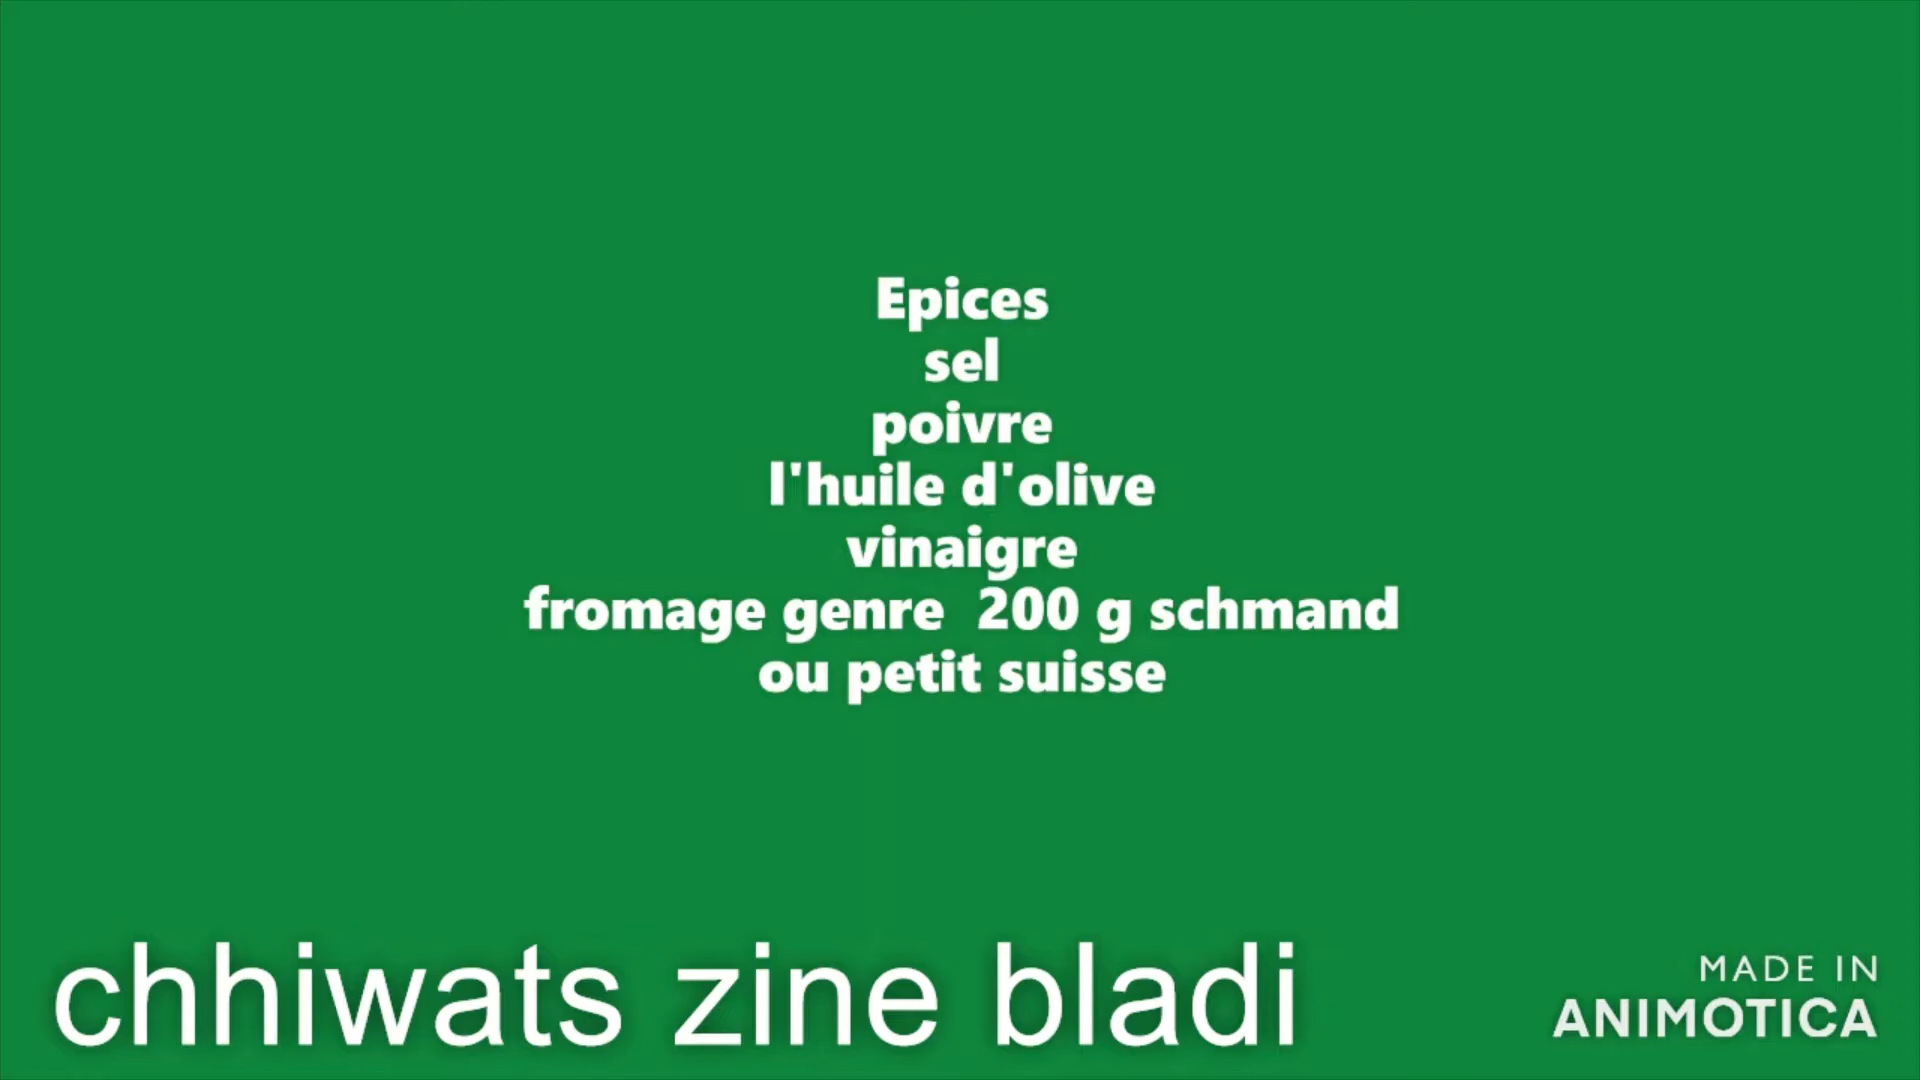 Epices
sel
poivre
l'huile d'olive
vinaigre
fromage genre  200 g schmand
ou petit suisse
chhiwats zine bladi
MADE IN
ANIMOTICA